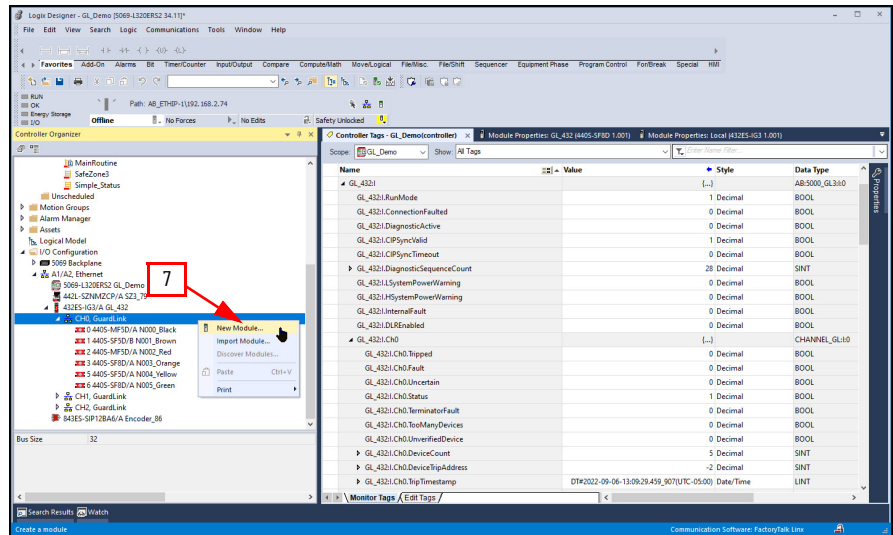 Logix Designer - GL_Demo [5069-L320ERS2 34.11]*
File Edit View Search Logic Communications Tools Window Help
Favorites Add-On Alarms Bit Timer/Counter Input/Output Compare Compute/Math Move/Logical File/Misc. File/Shift Sequencer Equipment Phase Program Control For/Break Special HMI
RUN
OK
Energy Storage
I/O
Path: AB_ETHIP-1\192.168.2.74
Offline No Forces No Edits Safety Unlocked
Controller Organizer
MainRoutine
SafeZone3
Simple_Status
Unscheduled
Motion Groups
Alarm Manager
Assets
Logical Model
I/O Configuration
5069 Backplane
A1/A2, Ethernet
5069-L320ERS2 GL_Demo
442L-SZNMZCP/A SZ3_79
432ES-IG3/A GL_432
CH0, GuardLink
0 440S-MF5D/A N000_Black
1 440S-SF5D/B N001_Brown
2 440S-MF5D/A N002_Red
3 440S-SF8D/A N003_Orange
5 440S-SF5D/A N004_Yellow
6 440S-SF8D/A N005_Green
CH1, GuardLink
CH2, GuardLink
843ES-SIP12BA6/A Encoder_86
7
New Module...
Import Module...
Discover Modules...
Paste Ctrl+V
Print
Bus Size 32
Controller Tags - GL_Demo(controller) Module Properties: GL_432 (440S-SF8D 1.001) Module Properties: Local (432ES-IG3 1.001)
Scope: GL_Demo Show: All Tags Enter Name Filter...
Name Value Style Data Type
GL_432:I {...} AB:5000_GL3:I:0
GL_432:I.RunMode 1 Decimal BOOL
GL_432:I.ConnectionFaulted 0 Decimal BOOL
GL_432:I.DiagnosticActive 0 Decimal BOOL
GL_432:I.CIPSyncValid 1 Decimal BOOL
GL_432:I.CIPSyncTimeout 0 Decimal BOOL
GL_432:I.DiagnosticSequenceCount 28 Decimal SINT
GL_432:I.LSystemPowerWarning 0 Decimal BOOL
GL_432:I.HSystemPowerWarning 0 Decimal BOOL
GL_432:I.InternalFault 0 Decimal BOOL
GL_432:I.DLREnabled 0 Decimal BOOL
GL_432:I.Ch0 {...} CHANNEL_GL:I:0
GL_432:I.Ch0.Tripped 0 Decimal BOOL
GL_432:I.Ch0.Fault 0 Decimal BOOL
GL_432:I.Ch0.Uncertain 0 Decimal BOOL
GL_432:I.Ch0.Status 1 Decimal BOOL
GL_432:I.Ch0.TerminatorFault 0 Decimal BOOL
GL_432:I.Ch0.TooManyDevices 0 Decimal BOOL
GL_432:I.Ch0.UnverifiedDevice 0 Decimal BOOL
GL_432:I.Ch0.DeviceCount 5 Decimal SINT
GL_432:I.Ch0.DeviceTripAddress -2 Decimal SINT
GL_432:I.Ch0.TripTimestamp DT#2022-09-06-13:09:29.459_907(UTC-05:00) Date/Time LINT
Monitor Tags Edit Tags
Properties
Search Results Watch
Create a module Communication Software: FactoryTalk Linx